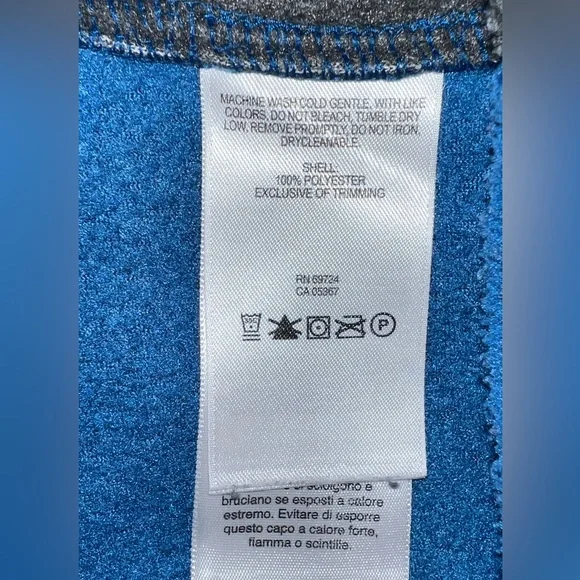 MACHINE WASH COLD GENTLE, WITH LIKE
COLORS, DO NOT BLEACH, TUMBLE DRY
LOW, REMOVE PROMPTLY, DO NOT IRON,
DRYCLEANABLE.
SHELL:
100% POLYESTER
EXCLUSIVE OF TRIMMING
RN 69724
CA 05367
P
si sciolgono e
bruciano se esposti a calore
estremo. Evitare di esporre
questo capo a calore forte,
fiamma o scintille.